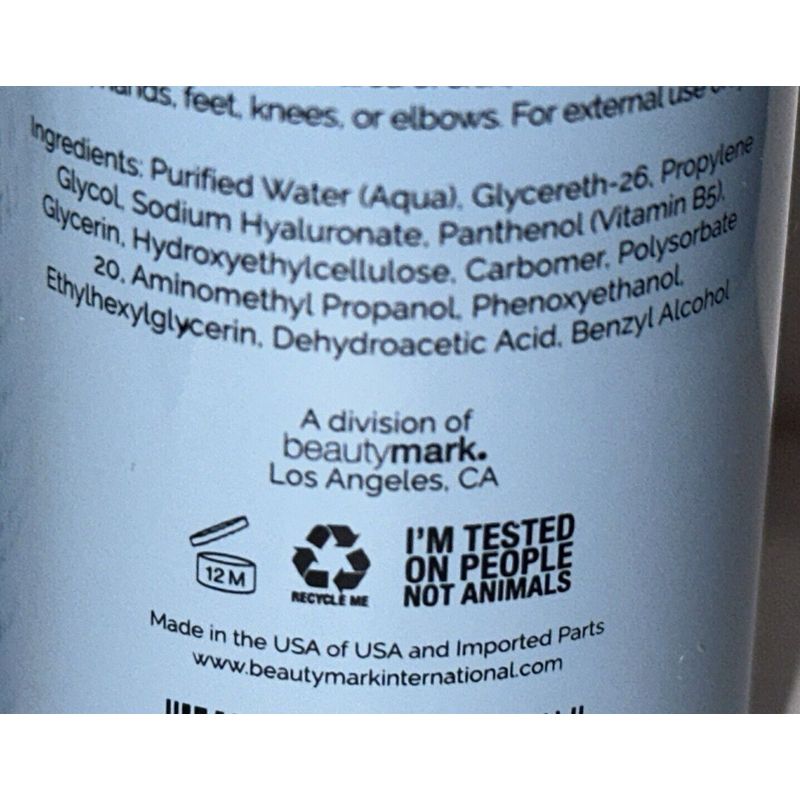 feet, knees, or elbows. For external use
Ingredients: Purified Water (Aqua), Glycereth-26, Propylene
Glycol, Sodium Hyaluronate, Panthenol (Vitamin B5),
Glycerin, Hydroxyethylcellulose, Carbomer, Polysorbate
20, Aminomethyl Propanol, Phenoxyethanol,
Ethylhexylglycerin, Dehydroacetic Acid, Benzyl Alcohol
A division of
beautymark.
Los Angeles, CA
12M
RECYCLE ME
I'M TESTED
ON PEOPLE
NOT ANIMALS
Made in the USA of USA and Imported Parts
www.beautymarkinternational.com